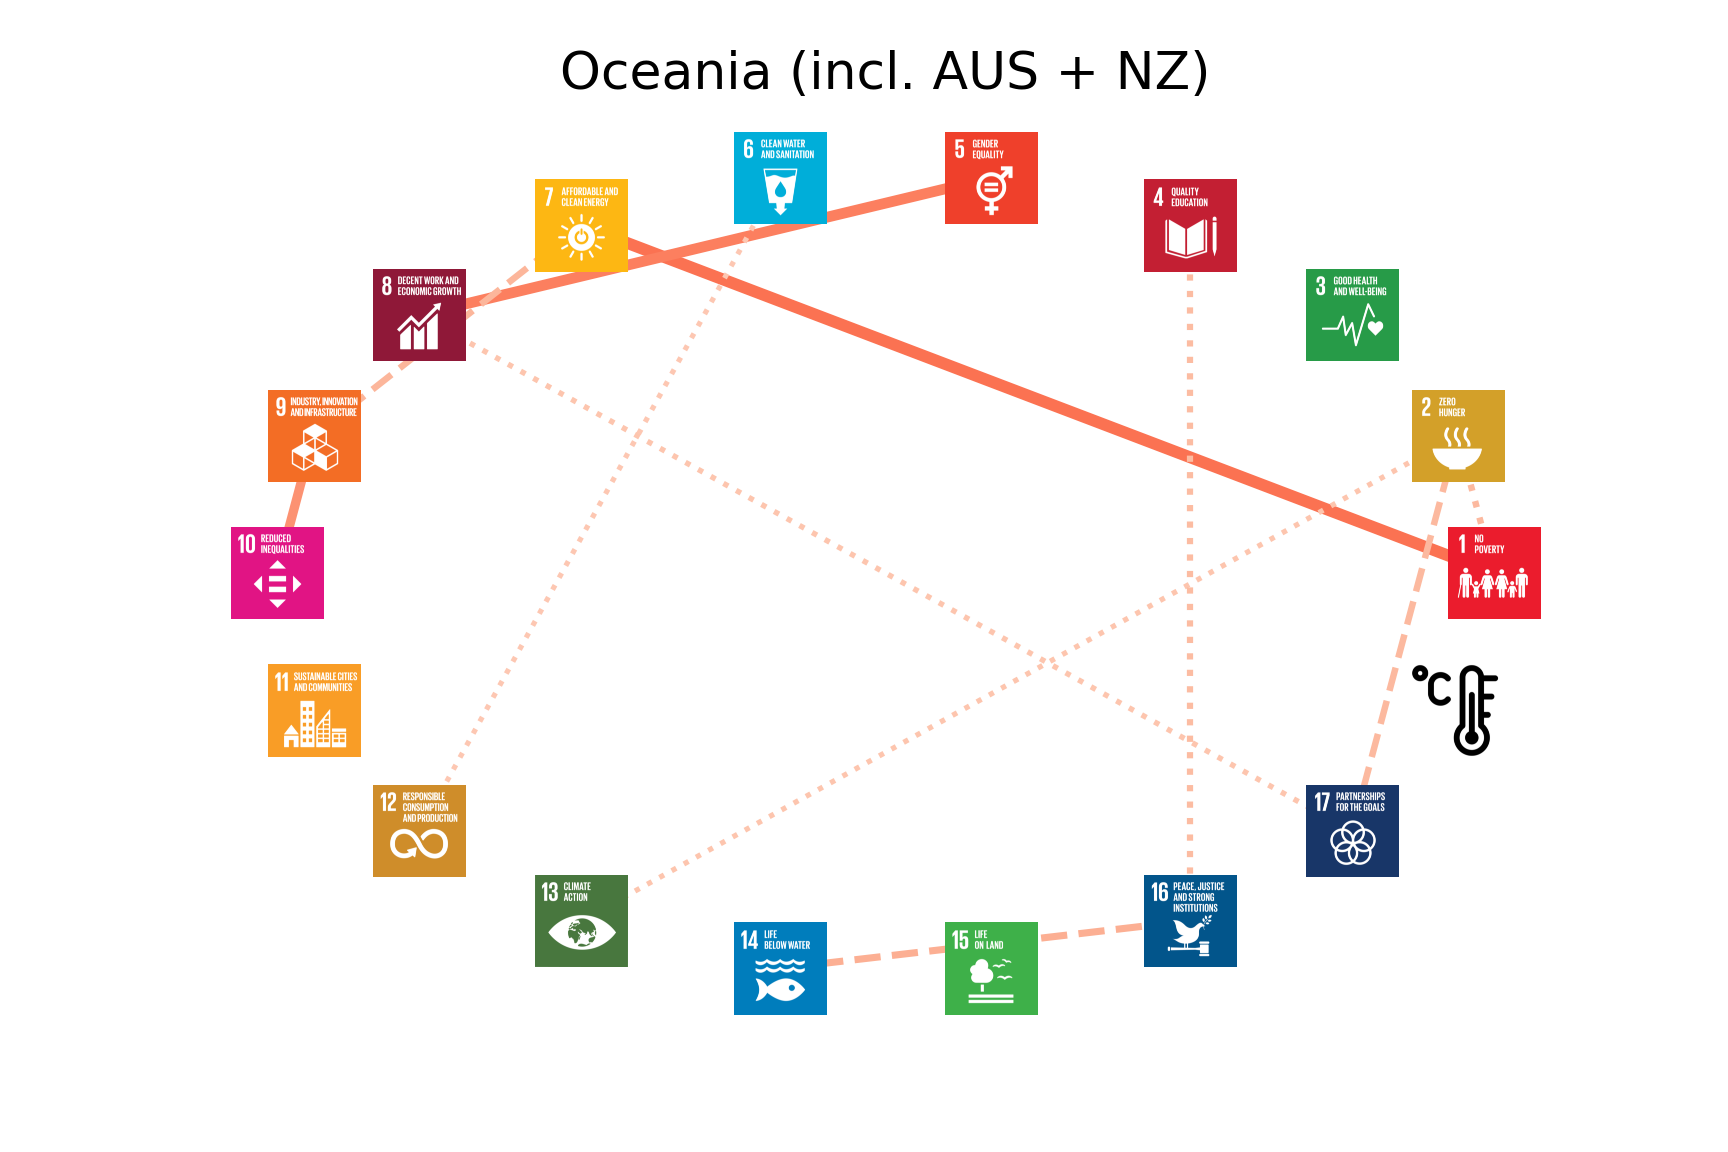 Oceania (incl. AUS + NZ)
6 CLEAN WATER
AND SANITATION
5 GENDER
EQUALITY
7 AFFORDABLE AND
CLEAN ENERGY
4 QUALITY
EDUCATION
8 DECENT WORK AND
ECONOMIC GROWTH
3 GOOD HEALTH
AND WELL-BEING
9 INDUSTRY, INNOVATION
AND INFRASTRUCTURE
2 ZERO
HUNGER
10 REDUCED
INEQUALITIES
1 NO
POVERTY
11 SUSTAINABLE CITIES
AND COMMUNITIES
°C
12 RESPONSIBLE
CONSUMPTION
AND PRODUCTION
17 PARTNERSHIPS
FOR THE GOALS
13 CLIMATE
ACTION
16 PEACE, JUSTICE
AND STRONG
INSTITUTIONS
14 LIFE
BELOW WATER
15 LIFE
ON LAND